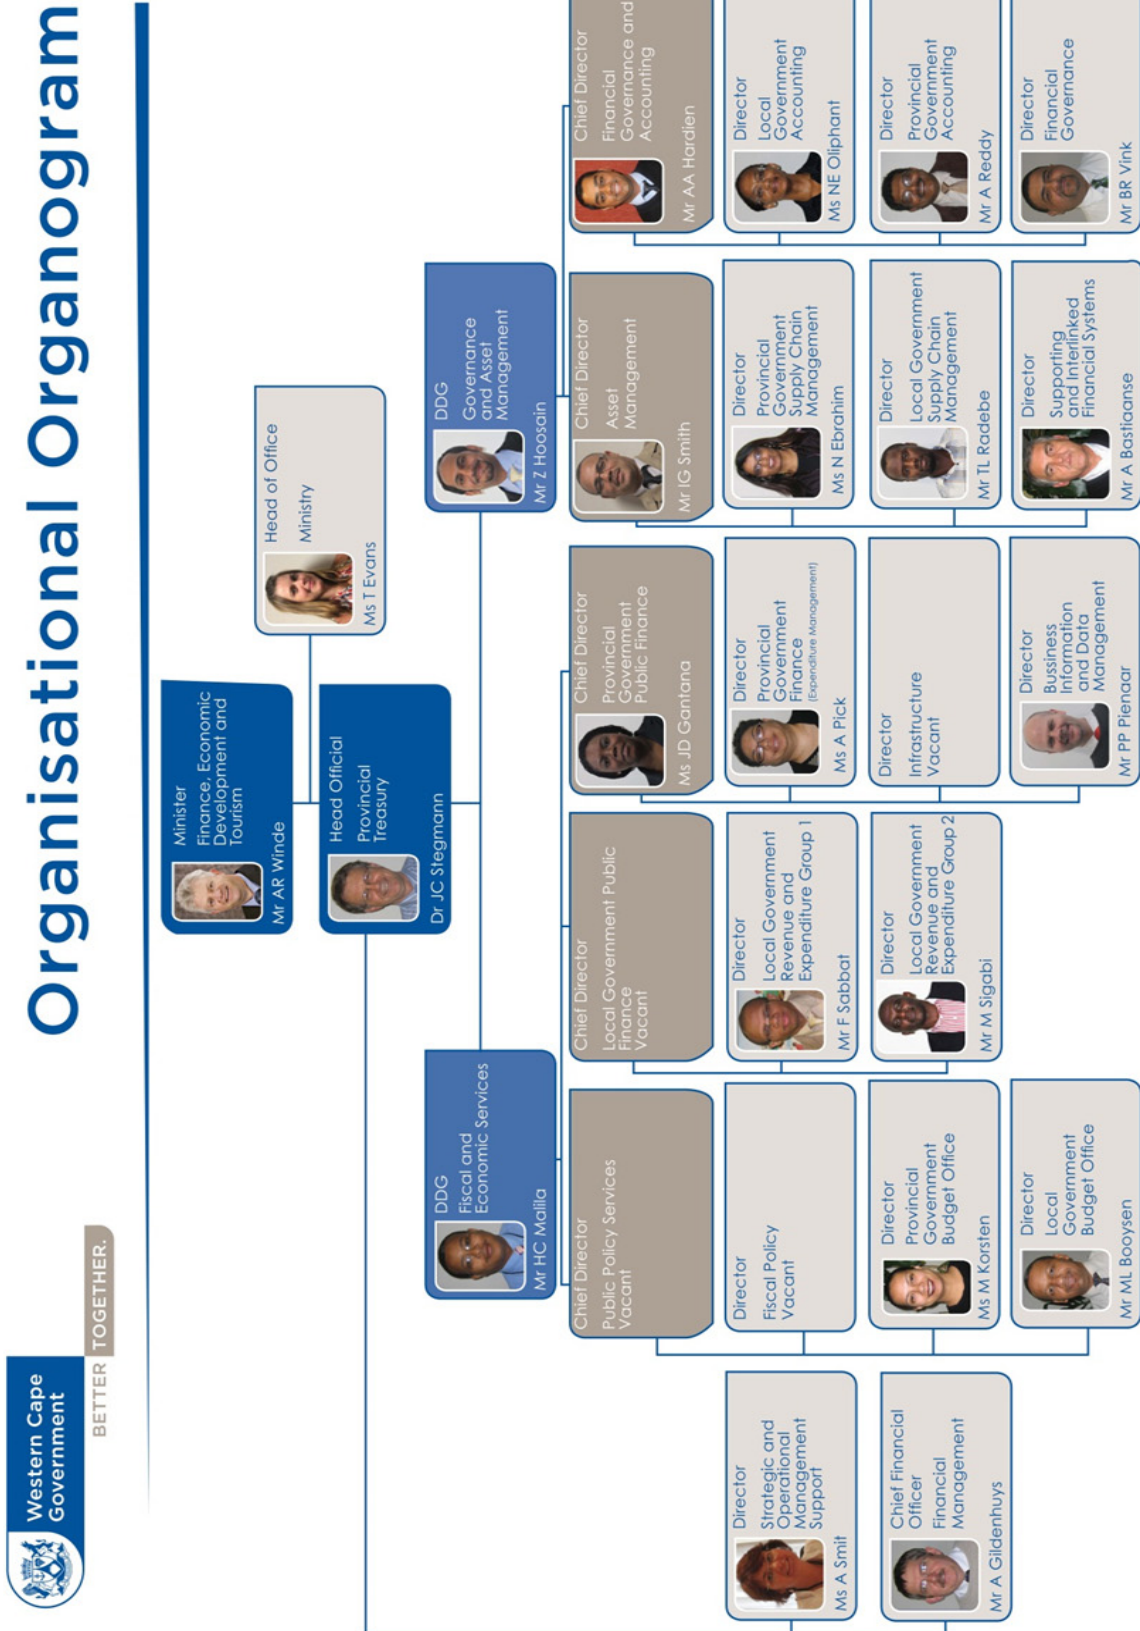 Western Cape
Government
BETTER TOGETHER.
Organisational Organogram
Minister
Finance, Economic
Development and
Tourism
Mr AR Winde
Head of Office
Ministry
Ms T Evans
Head Official
Provincial
Treasury
Dr JC Stegmann
DDG
Fiscal and
Economic Services
Mr HC Malila
DDG
Governance
and Asset
Management
Mr Z Hoosain
Director
Strategic and
Operational
Management
Support
Ms A Smit
Chief Financial
Officer
Financial
Management
Mr A Gildenhuys
Chief Director
Public Policy Services
Vacant
Director
Fiscal Policy
Vacant
Director
Provincial
Government
Budget Office
Ms M Korsten
Director
Local
Government
Budget Office
Mr ML Booysen
Chief Director
Local Government Public
Finance
Vacant
Director
Local Government
Revenue and
Expenditure Group 1
Mr F Sabbat
Director
Local Government
Revenue and
Expenditure Group 2
Mr M Sigabi
Chief Director
Provincial
Government
Public Finance
Ms JD Gantana
Director
Provincial
Government
Finance
(Expenditure Management)
Ms A Pick
Director
Infrastructure
Vacant
Director
Bussiness
Information
and Data
Management
Mr PP Pienaar
Chief Director
Asset
Management
Mr IG Smith
Director
Provincial
Government
Supply Chain
Management
Ms N Ebrahim
Director
Local Government
Supply Chain
Management
Mr TL Radebe
Director
Supporting
and Interlinked
Financial Systems
Mr A Bastiaanse
Chief Director
Financial
Governance and
Accounting
Mr AA Hardien
Director
Local
Government
Accounting
Ms NE Oliphant
Director
Provincial
Government
Accounting
Mr A Reddy
Director
Financial
Governance
Mr BR Vink